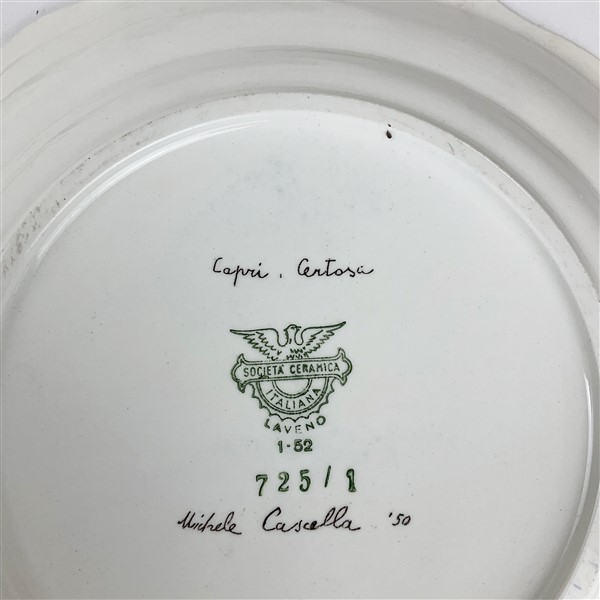 Capri. Certosa
SOCIETÀ CERAMICA
ITALIANA
LAVENO
1-52
725/1
Michele Cascella '50